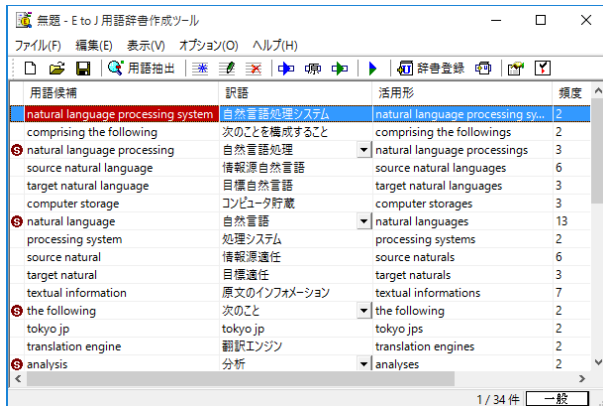 無題 - E to J 用語辞書作成ツール
ファイル(F) 編集(E) 表示(V) オプション(O) ヘルプ(H)
用語抽出 辞書登録
用語候補 訳語 活用形 頻度
natural language processing system 自然言語処理システム natural language processing sy... 2
comprising the following 次のことを構成すること comprising the followings 2
S natural language processing 自然言語処理 natural language processings 3
source natural language 情報源自然言語 source natural languages 6
target natural language 目標自然言語 target natural languages 3
computer storage コンピュータ貯蔵 computer storages 3
S natural language 自然言語 natural languages 13
processing system 処理システム processing systems 2
source natural 情報源適任 source naturals 6
target natural 目標適任 target naturals 3
textual information 原文のインフォメーション textual informations 7
S the following 次のこと the following 2
tokyo jp tokyo jp tokyo jps 2
translation engine 翻訳エンジン translation engines 2
S analysis 分析 analyses 2
1 / 34 件 一般